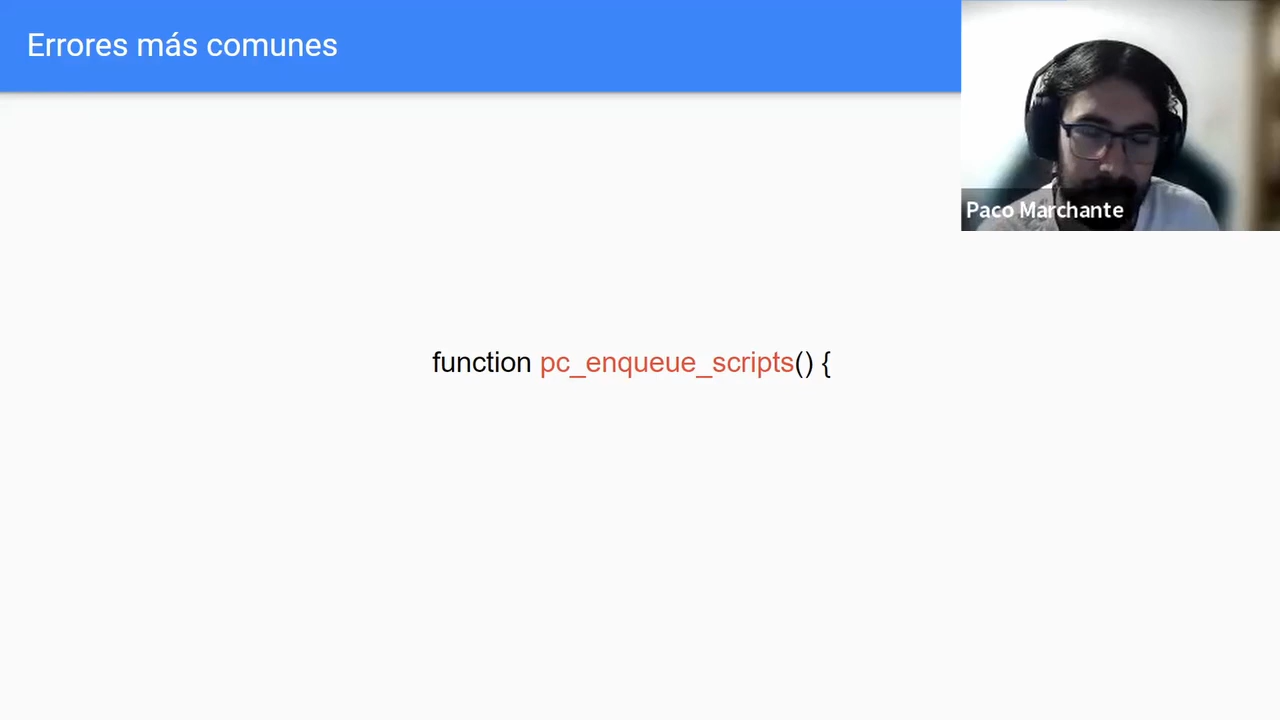 Errores más comunes
Paco Marchante
function pc_enqueue_scripts() {